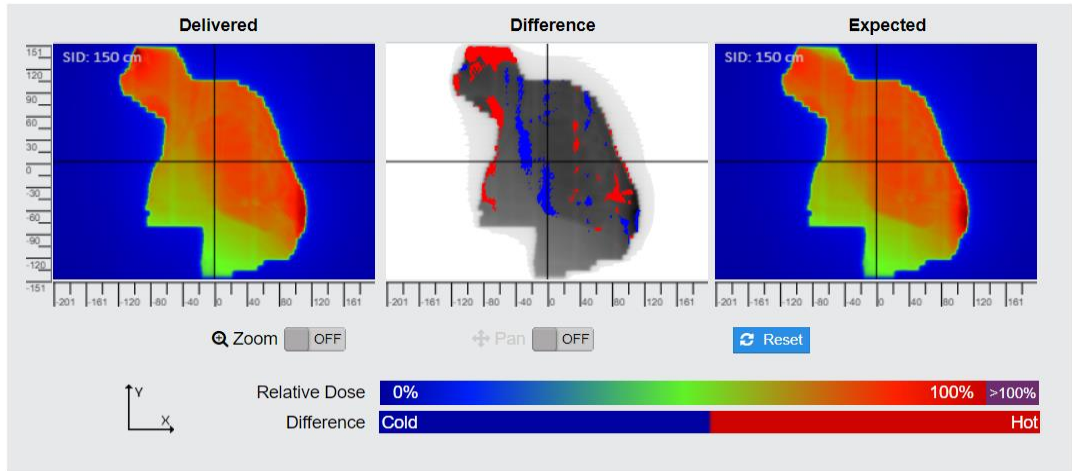 Delivered
Difference
Expected
SID: 150 cm
SID: 150 cm
151
120
90
60
30
0
-30
-60
-90
-120
-151
-201 -161 -120 -80 -40 0 40 80 120 161
-201 -161 -120 -80 -40 0 40 80 120 161
-201 -161 -120 -80 -40 0 40 80 120 161
Zoom OFF
Pan OFF
Reset
Y
X
Relative Dose 0% 100% >100%
Difference Cold Hot